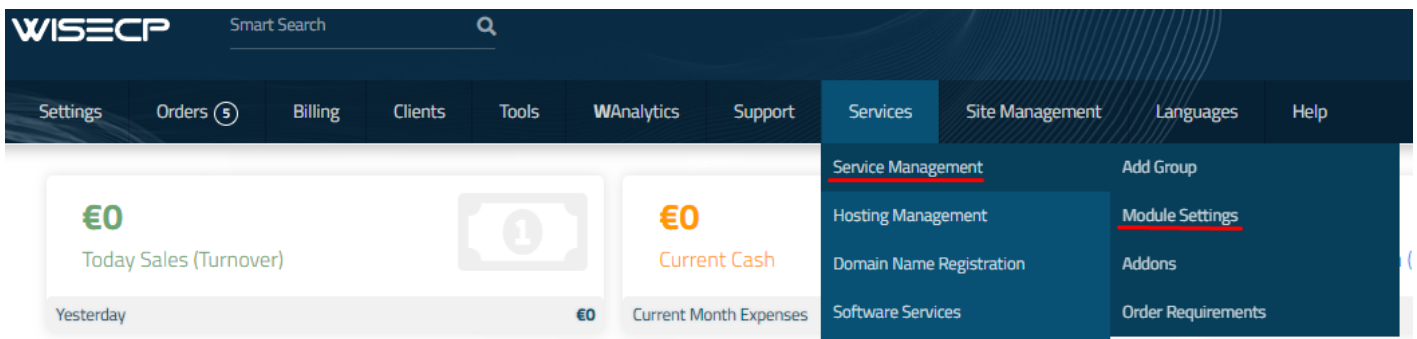 WISECP
Smart Search
Settings
Orders 5
Billing
Clients
Tools
WAnalytics
Support
Services
Site Management
Languages
Help
Service Management
Add Group
Hosting Management
Module Settings
Domain Name Registration
Addons
Software Services
Order Requirements
€0
Today Sales (Turnover)
1
Yesterday
€0
€0
Current Cash
Current Month Expenses
(